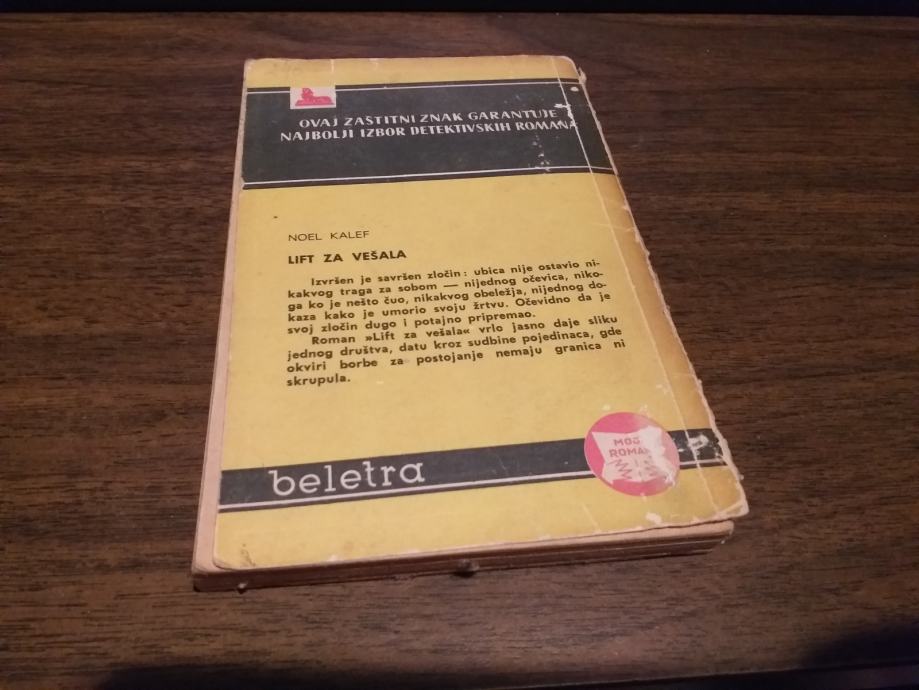 OVAJ ZAŠTITNI ZNAK GARANTUJE
NAJBOLJI IZBOR DETEKTIVSKIH ROMANA
NOEL KALEF
LIFT ZA VEŠALA
Izvršen je savršen zločin: ubica nije ostavio ni-
kakvog traga za sobom — nijednog očevica, niko-
ga ko je nešto čuo, nikakvog obeležja, nijednog do-
kaza kako je umorio svoju žrtvu. Očevidno da je
svoj zločin dugo i potajno pripremao.
Roman »Lift za vešala« vrlo jasno daje sliku
jednog društva, datu kroz sudbine pojedinaca, gde
okviri borbe za postojanje nemaju granica ni
skrupula.
beletra
MOJ
ROMAN